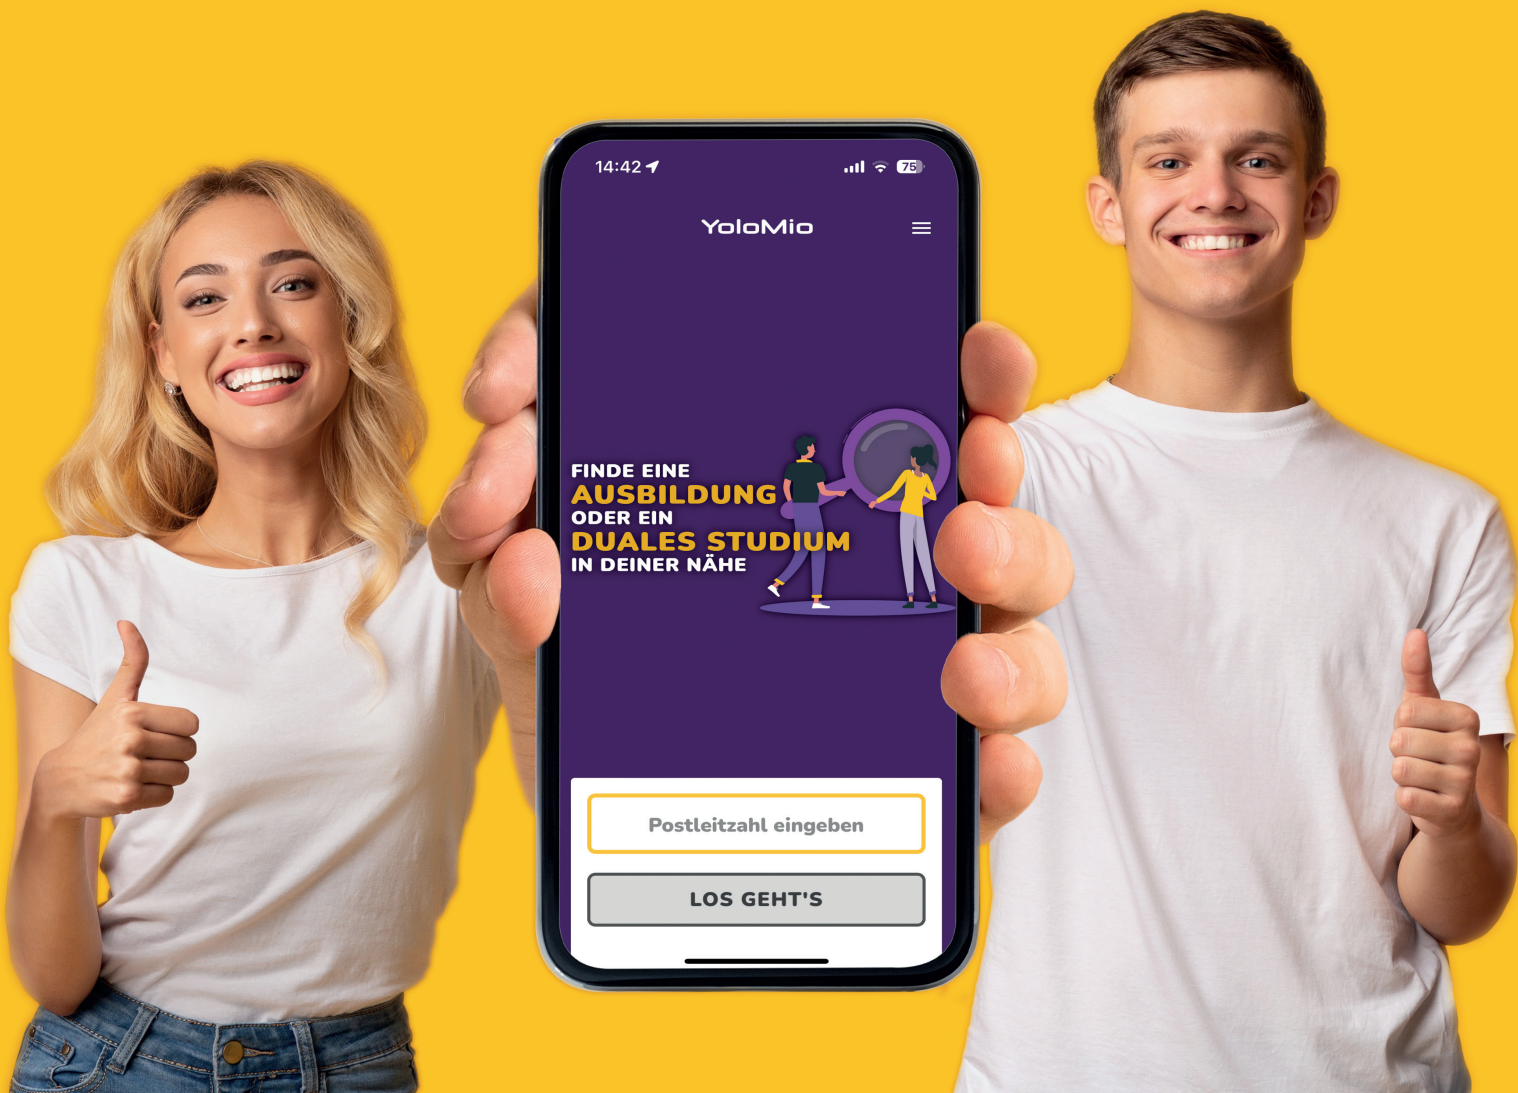 14:42
75
YoloMio
FINDE EINE
AUSBILDUNG
ODER EIN
DUALES STUDIUM
IN DEINER NÄHE
Postleitzahl eingeben
LOS GEHT'S